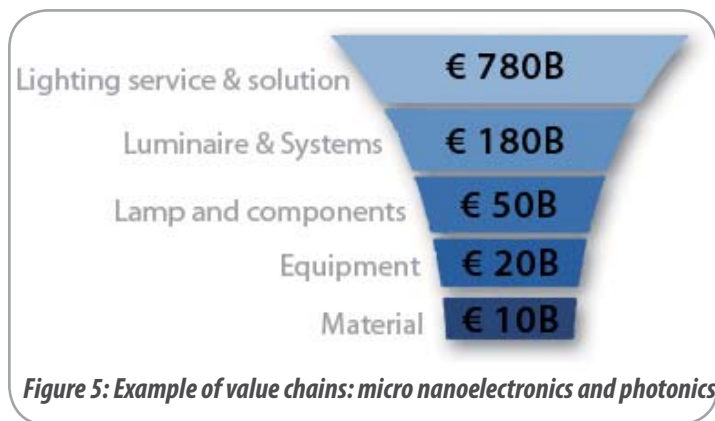 Lighting service & solution € 780B
Luminaire & Systems € 180B
Lamp and components € 50B
Equipment € 20B
Material € 10B
Figure 5: Example of value chains: micro nanoelectronics and photonics